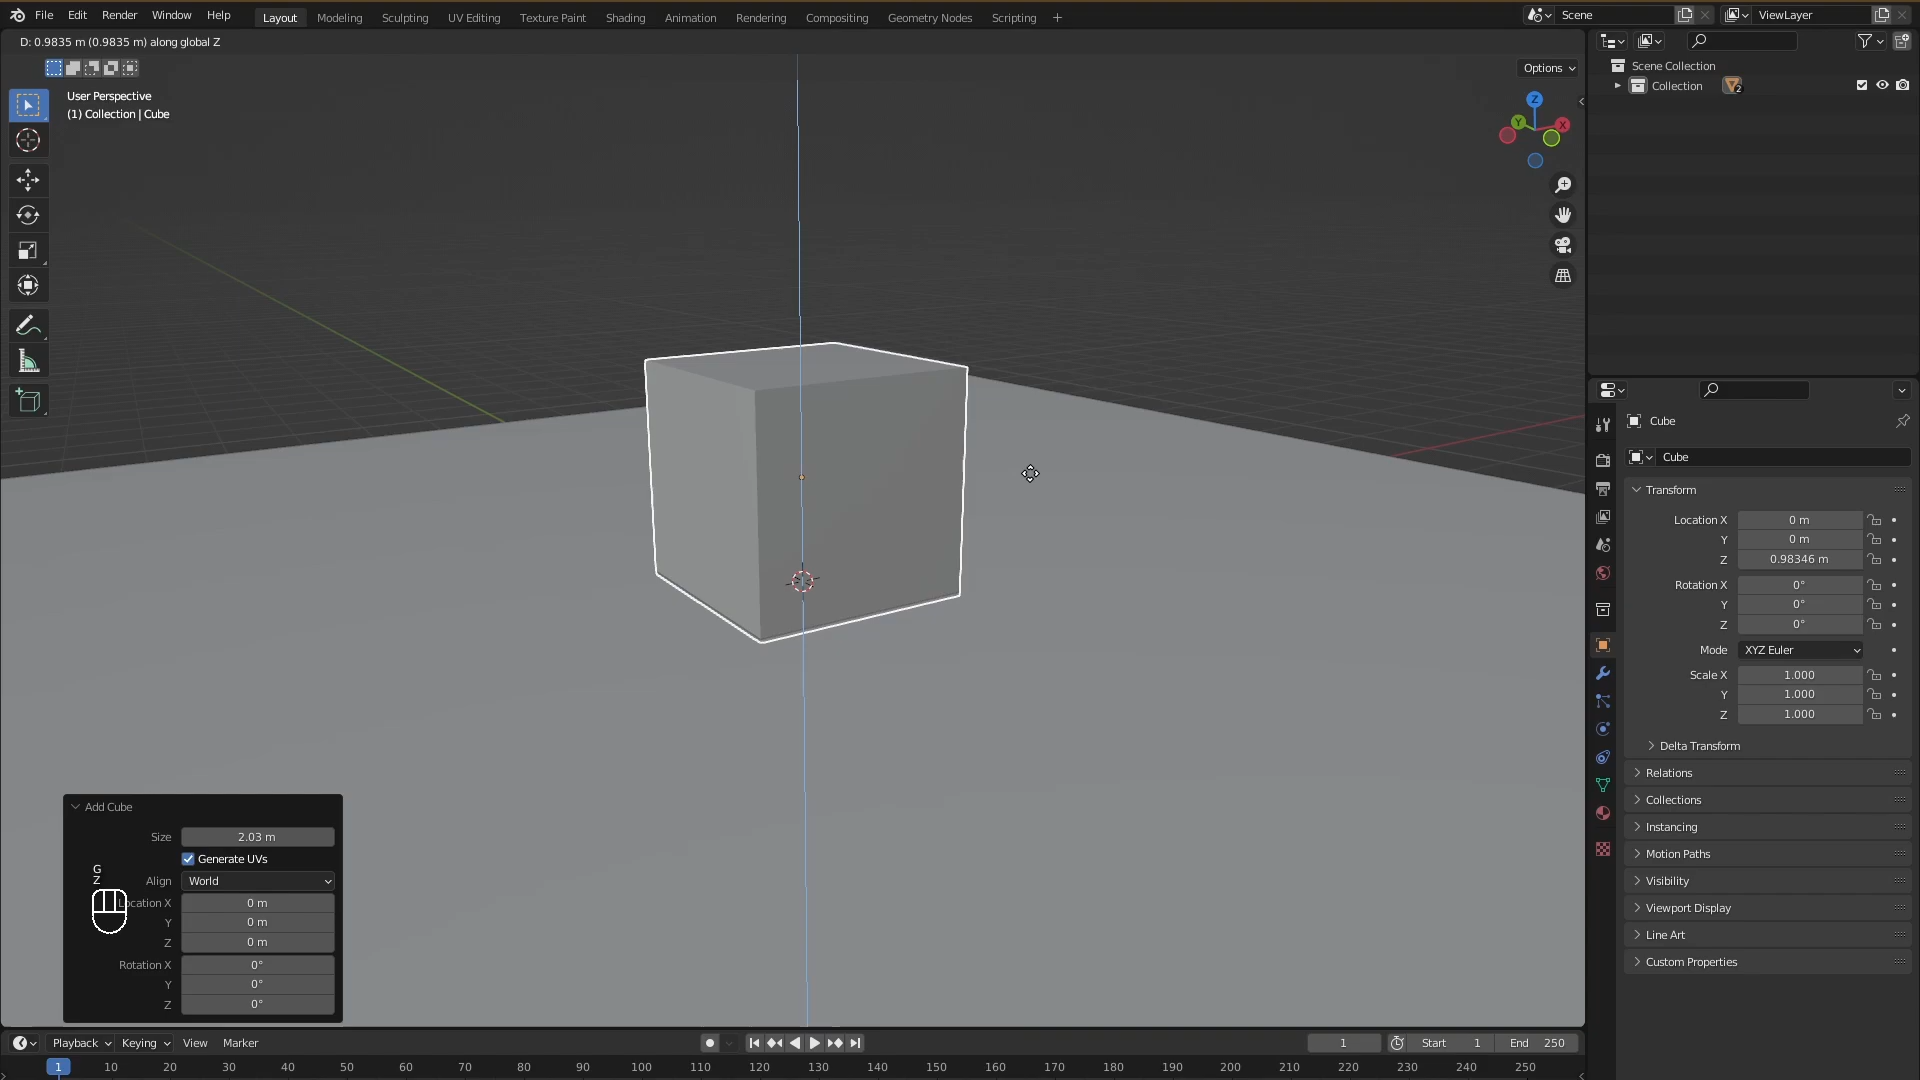 File Edit Render Window Help Layout Modeling Sculpting UV Editing Texture Paint Shading Animation Rendering Compositing Geometry Nodes Scripting + Scene ViewLayer
D: 0.9835 m (0.9835 m) along global Z
Options
User Perspective
(1) Collection | Cube
Z
Y
X
Scene Collection
Collection 2
Cube
Cube
Transform
Location X 0 m
Y 0 m
Z 0.98346 m
Rotation X 0°
Y 0°
Z 0°
Mode XYZ Euler
Scale X 1.000
Y 1.000
Z 1.000
Delta Transform
Relations
Collections
Instancing
Motion Paths
Visibility
Viewport Display
Line Art
Custom Properties
Add Cube
Size 2.03 m
Generate UVs
G
Z
Align World
Location X 0 m
Y 0 m
Z 0 m
Rotation X 0°
Y 0°
Z 0°
Playback Keying View Marker 1 Start 1 End 250
1 10 20 30 40 50 60 70 80 90 100 110 120 130 140 150 160 170 180 190 200 210 220 230 240 250